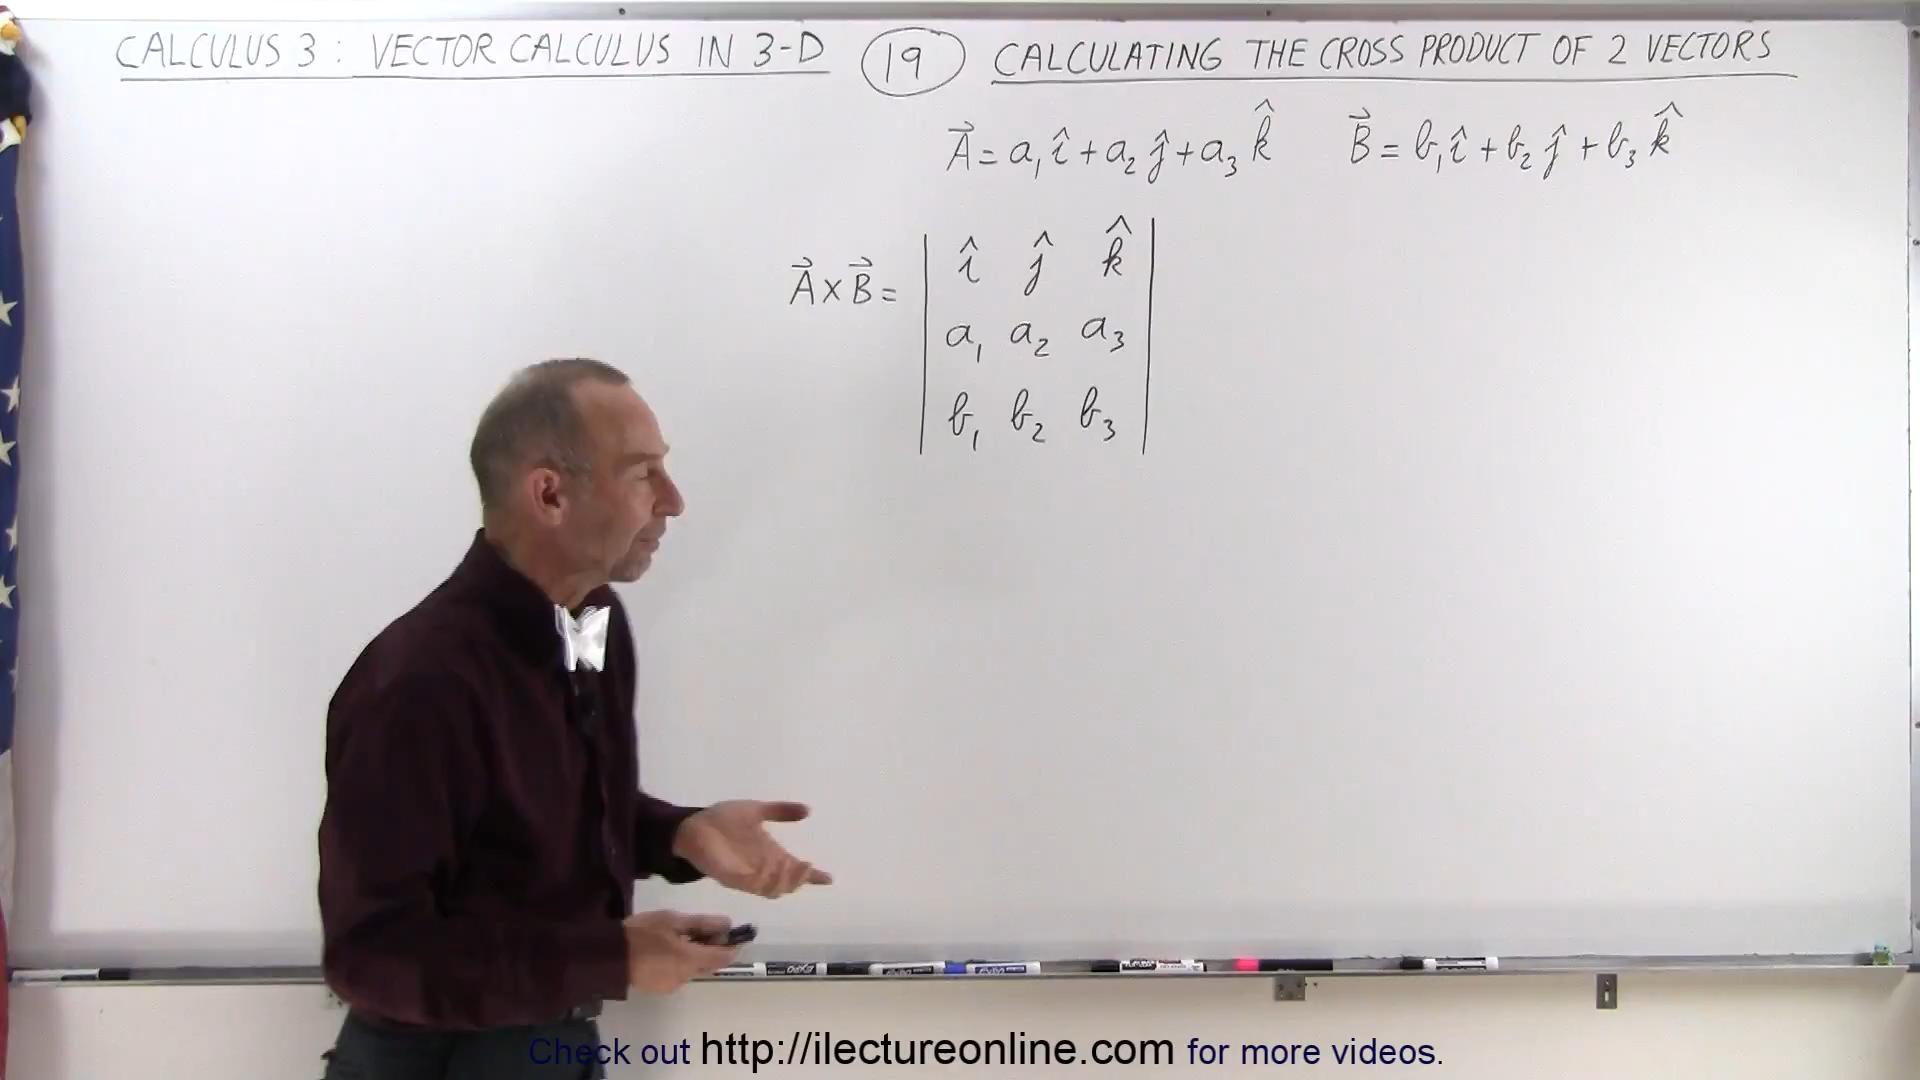 CALCULUS 3 : VECTOR CALCULUS IN 3-D 19 CALCULATING THE CROSS PRODUCT OF 2 VECTORS
A⃗ = a₁î + a₂ĵ + a₃k̂ B⃗ = b₁î + b₂ĵ + b₃k̂
A⃗ × B⃗ = | î ĵ k̂ |
| a₁ a₂ a₃ |
| b₁ b₂ b₃ |
Check out http://ilectureonline.com for more videos.